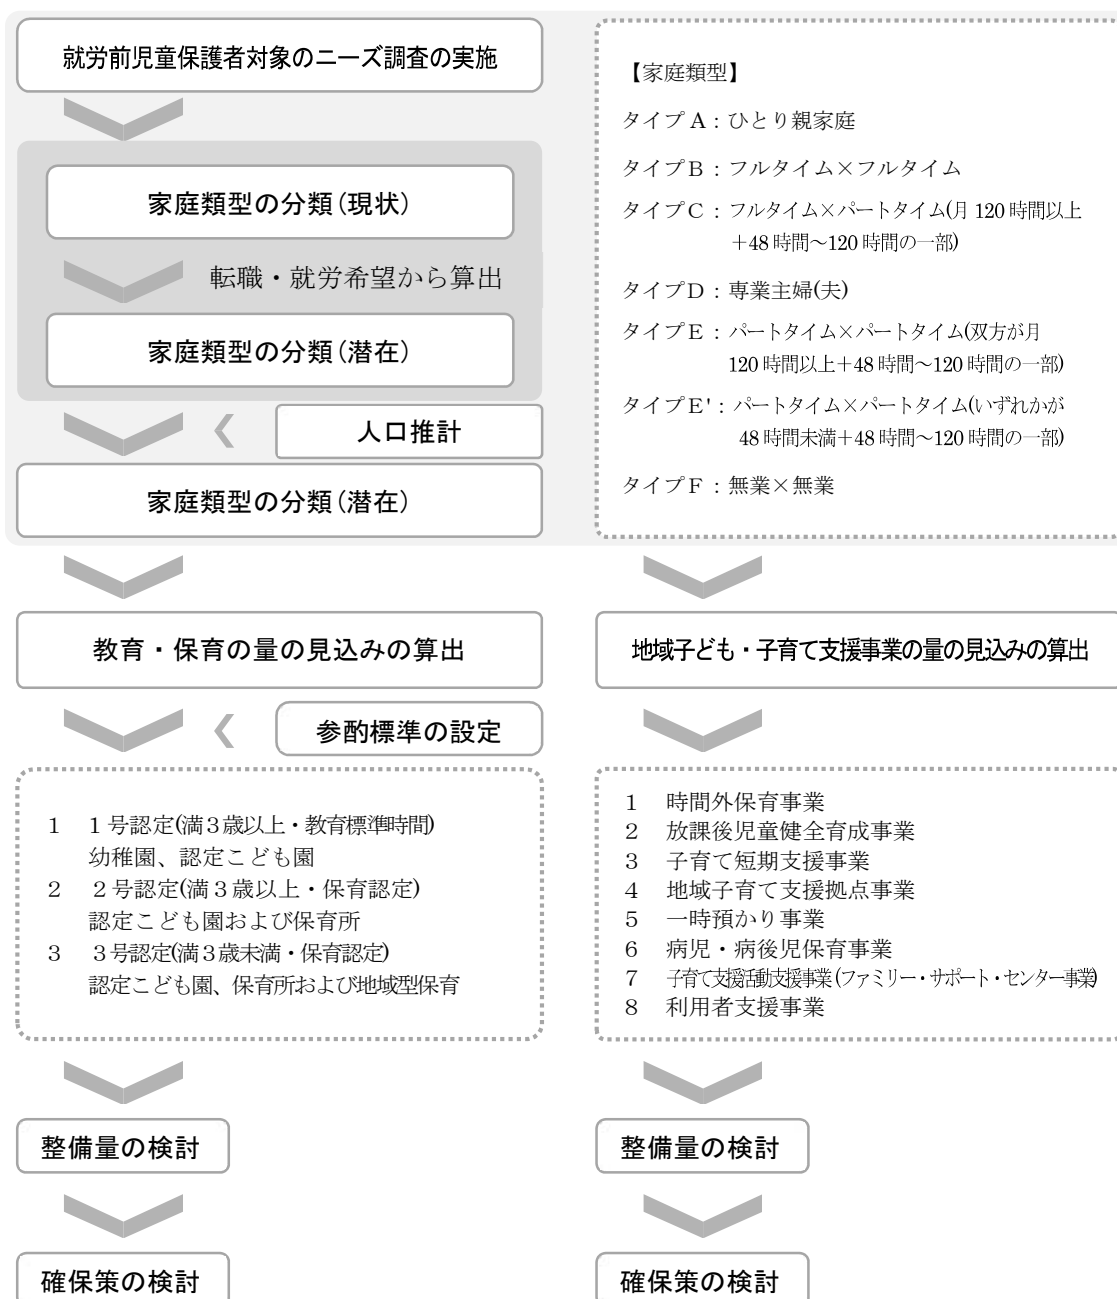 就労前児童保護者対象のニーズ調査の実施
家庭類型の分類(現状)
転職・就労希望から算出
家庭類型の分類(潜在)
人口推計
家庭類型の分類(潜在)
【家庭類型】
タイプA：ひとり親家庭
タイプB：フルタイム×フルタイム
タイプC：フルタイム×パートタイム(月120時間以上
+48時間～120時間の一部)
タイプD：専業主婦(夫)
タイプE：パートタイム×パートタイム(双方が月
120時間以上+48時間～120時間の一部)
タイプE'：パートタイム×パートタイム(いずれかが
48時間未満+48時間～120時間の一部)
タイプF：無業×無業
教育・保育の量の見込みの算出
参酌標準の設定
1 1号認定(満3歳以上・教育標準時間)
幼稚園、認定こども園
2 2号認定(満3歳以上・保育認定)
認定こども園および保育所
3 3号認定(満3歳未満・保育認定)
認定こども園、保育所および地域型保育
整備量の検討
確保策の検討
地域子ども・子育て支援事業の量の見込みの算出
1 時間外保育事業
2 放課後児童健全育成事業
3 子育て短期支援事業
4 地域子育て支援拠点事業
5 一時預かり事業
6 病児・病後児保育事業
7 子育て支援活動支援事業(ファミリー・サポート・センター事業)
8 利用者支援事業
整備量の検討
確保策の検討